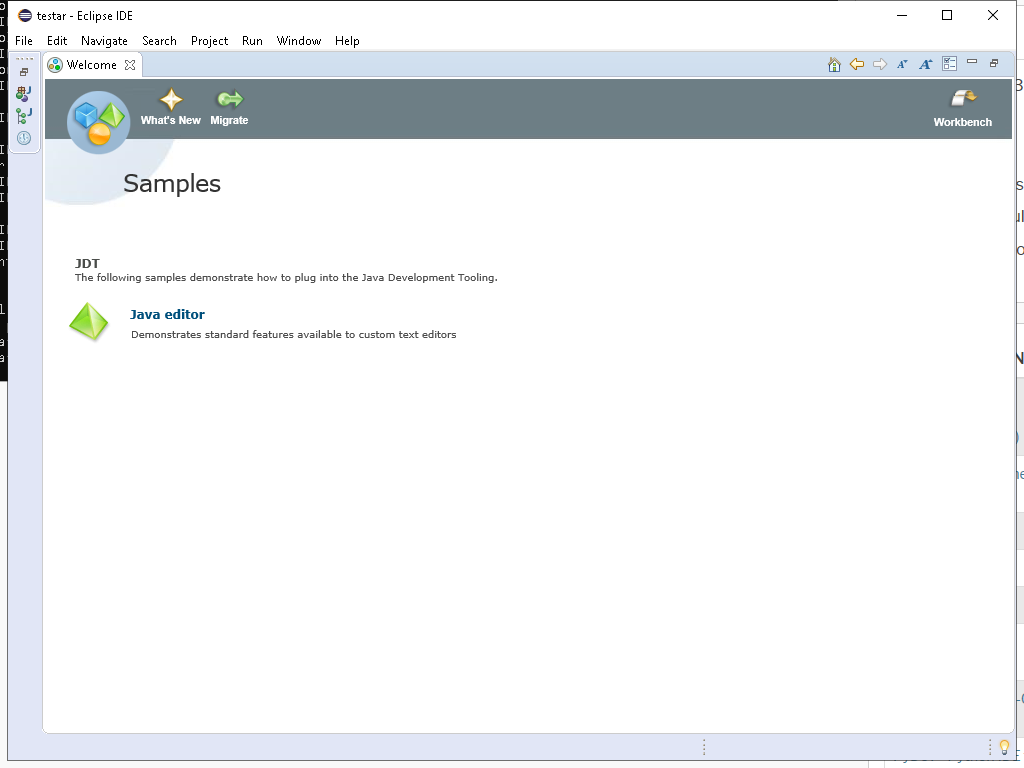 testar - Eclipse IDE
File Edit Navigate Search Project Run Window Help
Welcome
What's New Migrate Workbench
Samples
JDT
The following samples demonstrate how to plug into the Java Development Tooling.
Java editor
Demonstrates standard features available to custom text editors